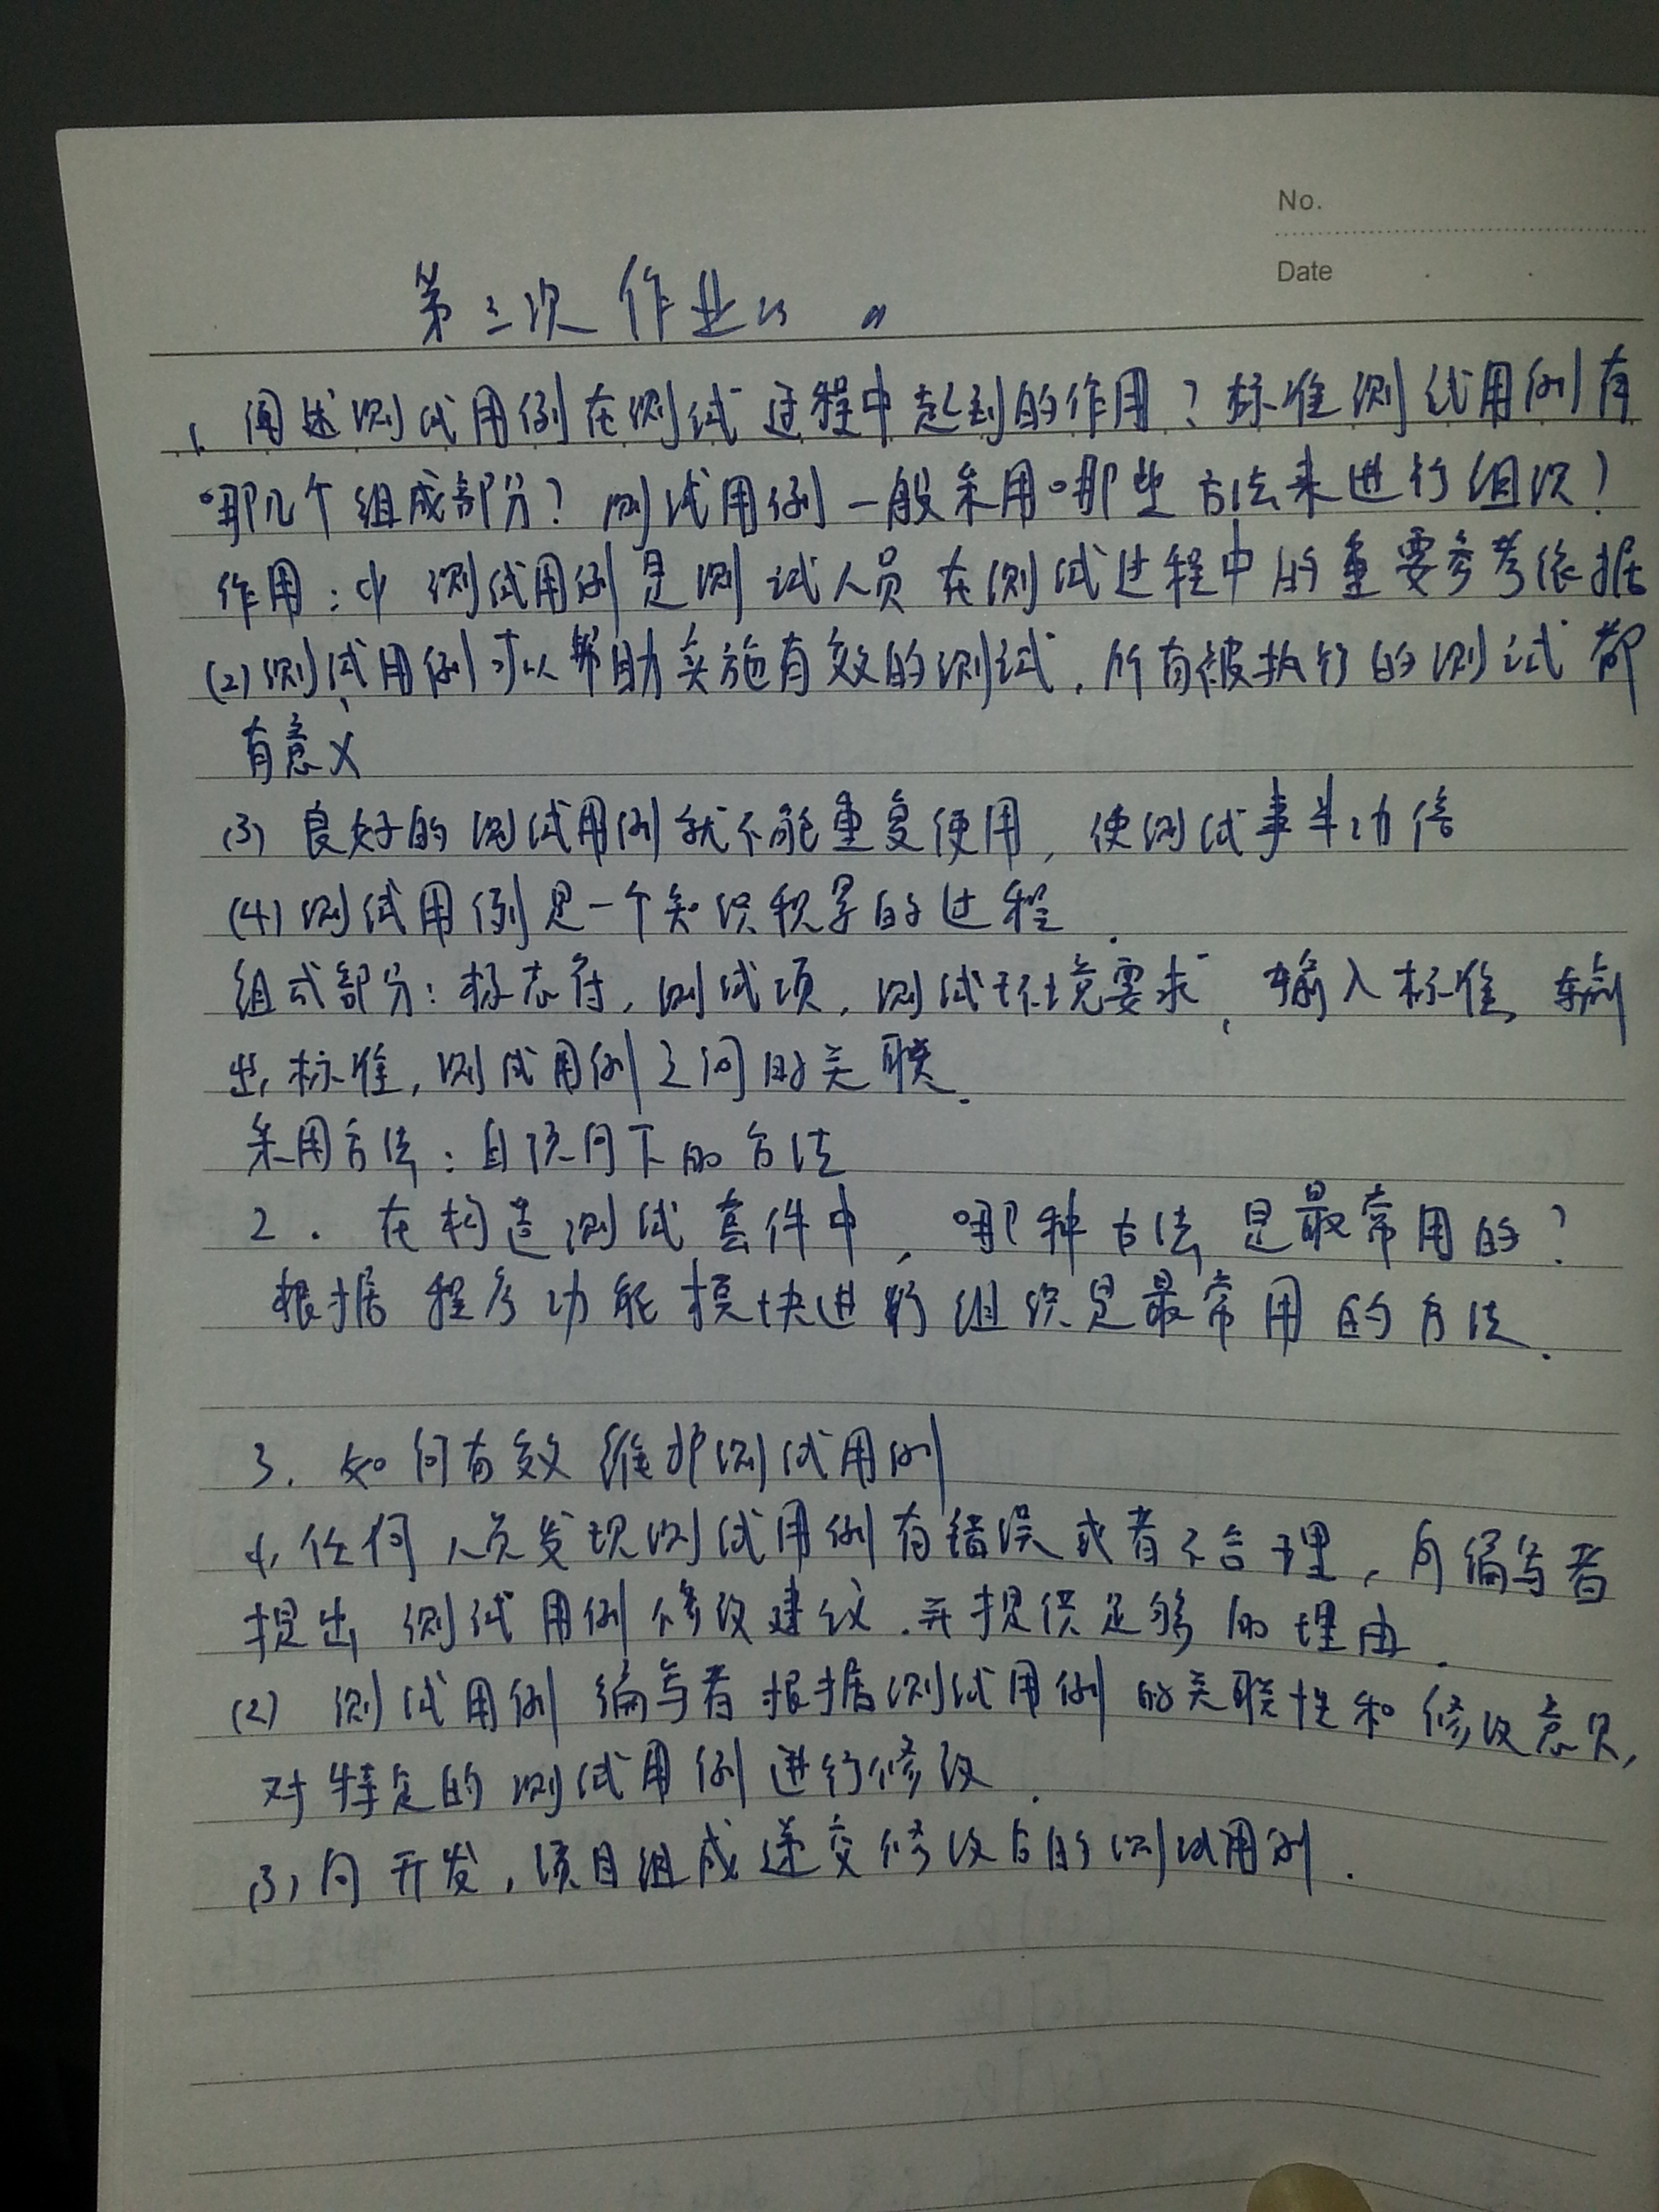 No.
Date
第三次作业
1. 阐述测试用例在测试过程中起到的作用？标准测试用例有
哪几个组成部分？测试用例一般采用哪些方法来进行组织？
作用：(1) 测试用例是测试人员在测试过程中的重要参考依据
(2) 测试用例可以帮助实施有效的测试，所有被执行的测试都
有意义
(3) 良好的测试用例就不能重复使用，使测试事半功倍
(4) 测试用例是一个知识积累的过程.
组成部分：标志符，测试项，测试环境要求，输入标准，输
出标准，测试用例之间的关联.
采用方法：自顶向下的方法
2. 在构造测试套件中，哪种方法是最常用的？
根据程序功能模块进行组织是最常用的方法.
3. 如何有效维护测试用例
(1) 任何人员发现测试用例有错误或者不合理，向编写者
提出测试用例修改建议.并提供足够的理由.
(2) 测试用例编写者根据测试用例的关联性和修改意见，
对特定的测试用例进行修改.
(3) 向开发，项目组成递交修改后的测试用例.